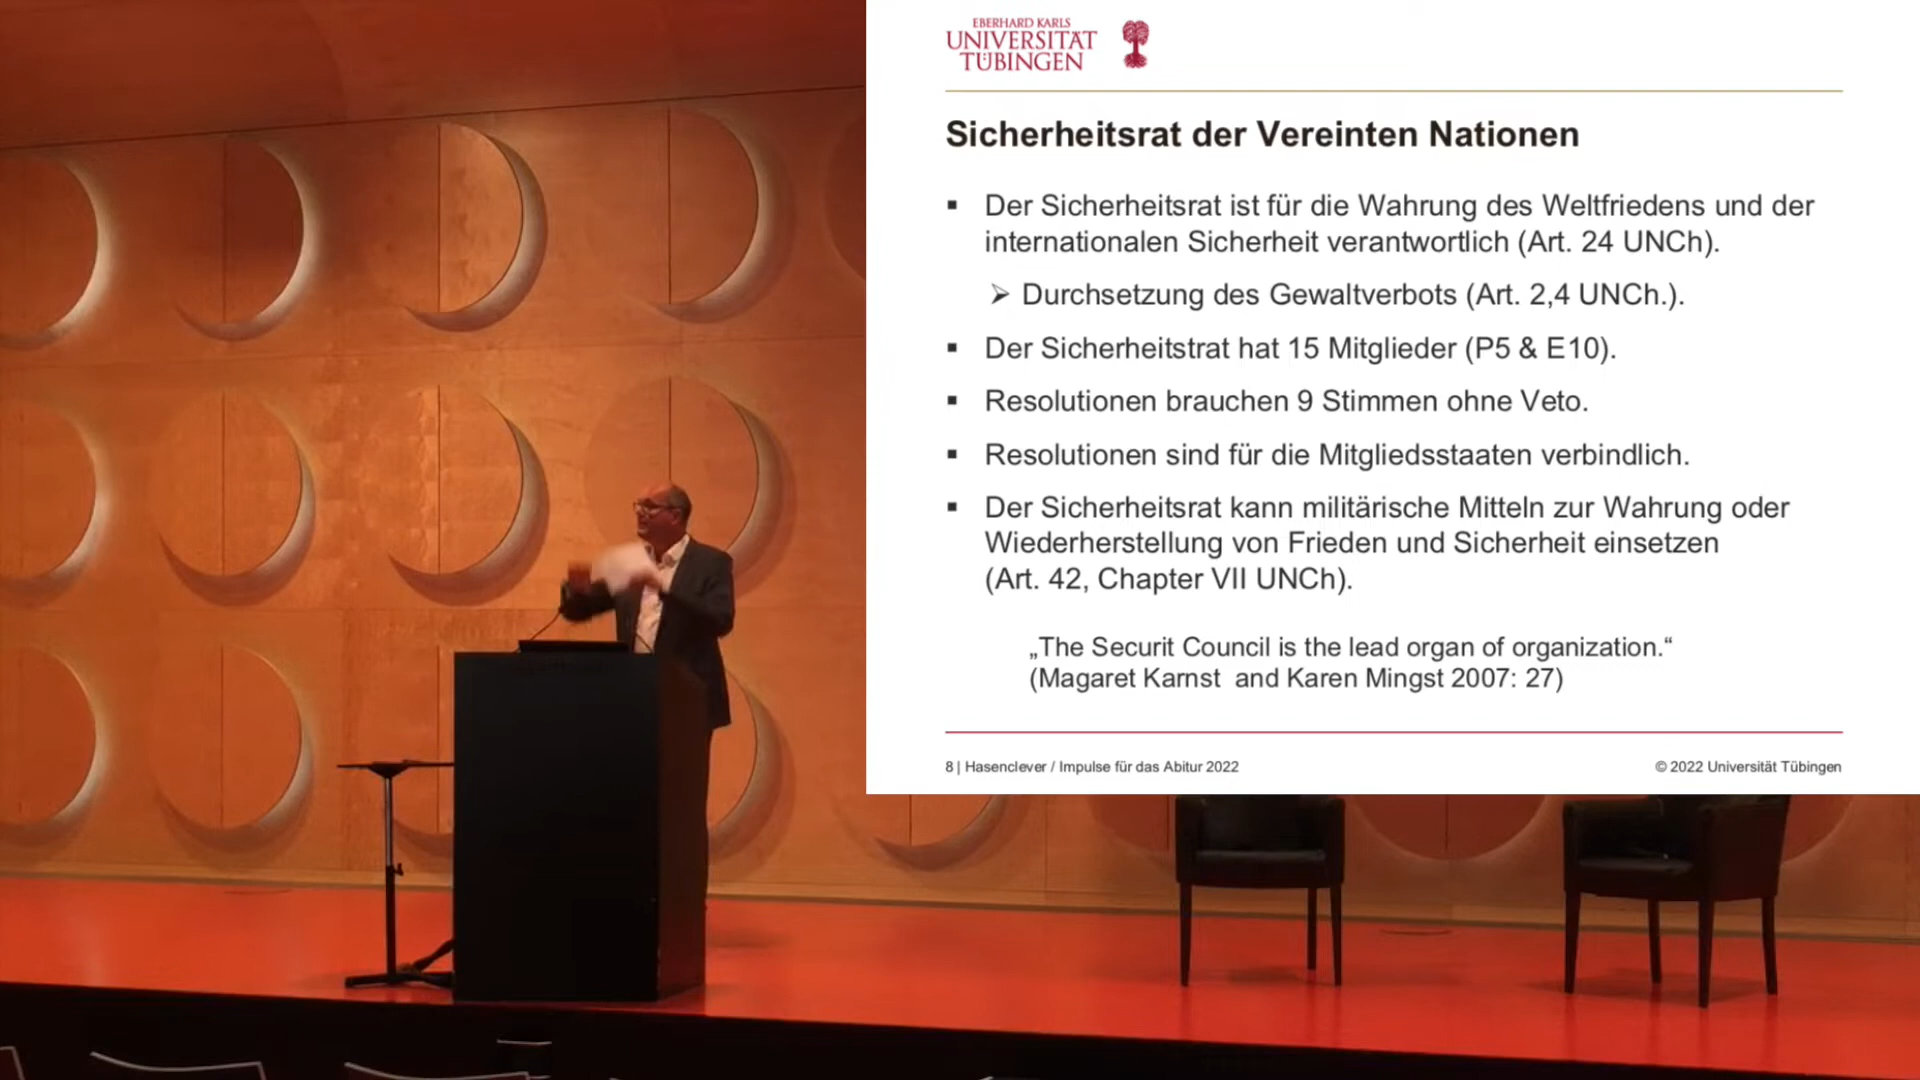 EBERHARD KARLS
UNIVERSITÄT
TÜBINGEN
Sicherheitsrat der Vereinten Nationen
▪ Der Sicherheitsrat ist für die Wahrung des Weltfriedens und der
internationalen Sicherheit verantwortlich (Art. 24 UNCh).
➢ Durchsetzung des Gewaltverbots (Art. 2,4 UNCh.).
▪ Der Sicherheitstrat hat 15 Mitglieder (P5 & E10).
▪ Resolutionen brauchen 9 Stimmen ohne Veto.
▪ Resolutionen sind für die Mitgliedsstaaten verbindlich.
▪ Der Sicherheitsrat kann militärische Mitteln zur Wahrung oder
Wiederherstellung von Frieden und Sicherheit einsetzen
(Art. 42, Chapter VII UNCh).
„The Securit Council is the lead organ of organization.“
(Magaret Karnst and Karen Mingst 2007: 27)
8 | Hasenclever / Impulse für das Abitur 2022
© 2022 Universität Tübingen